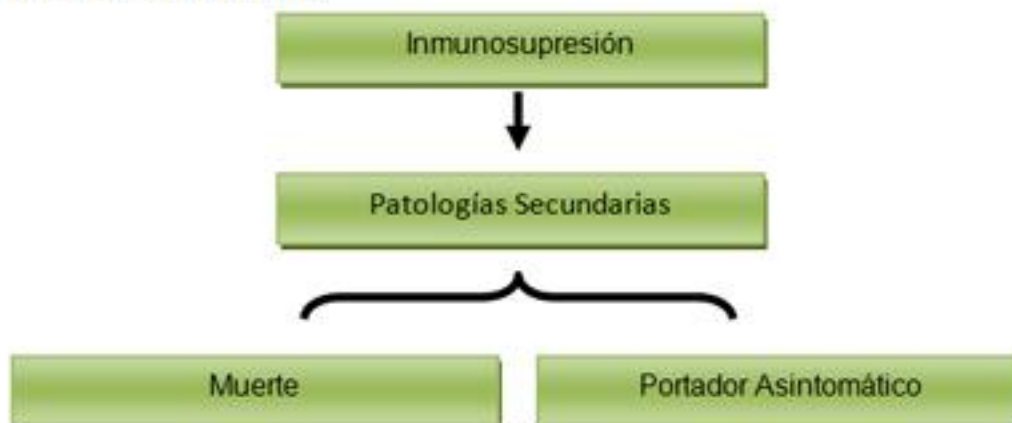 Inmunosupresión
Patologías Secundarias
Muerte
Portador Asintomático